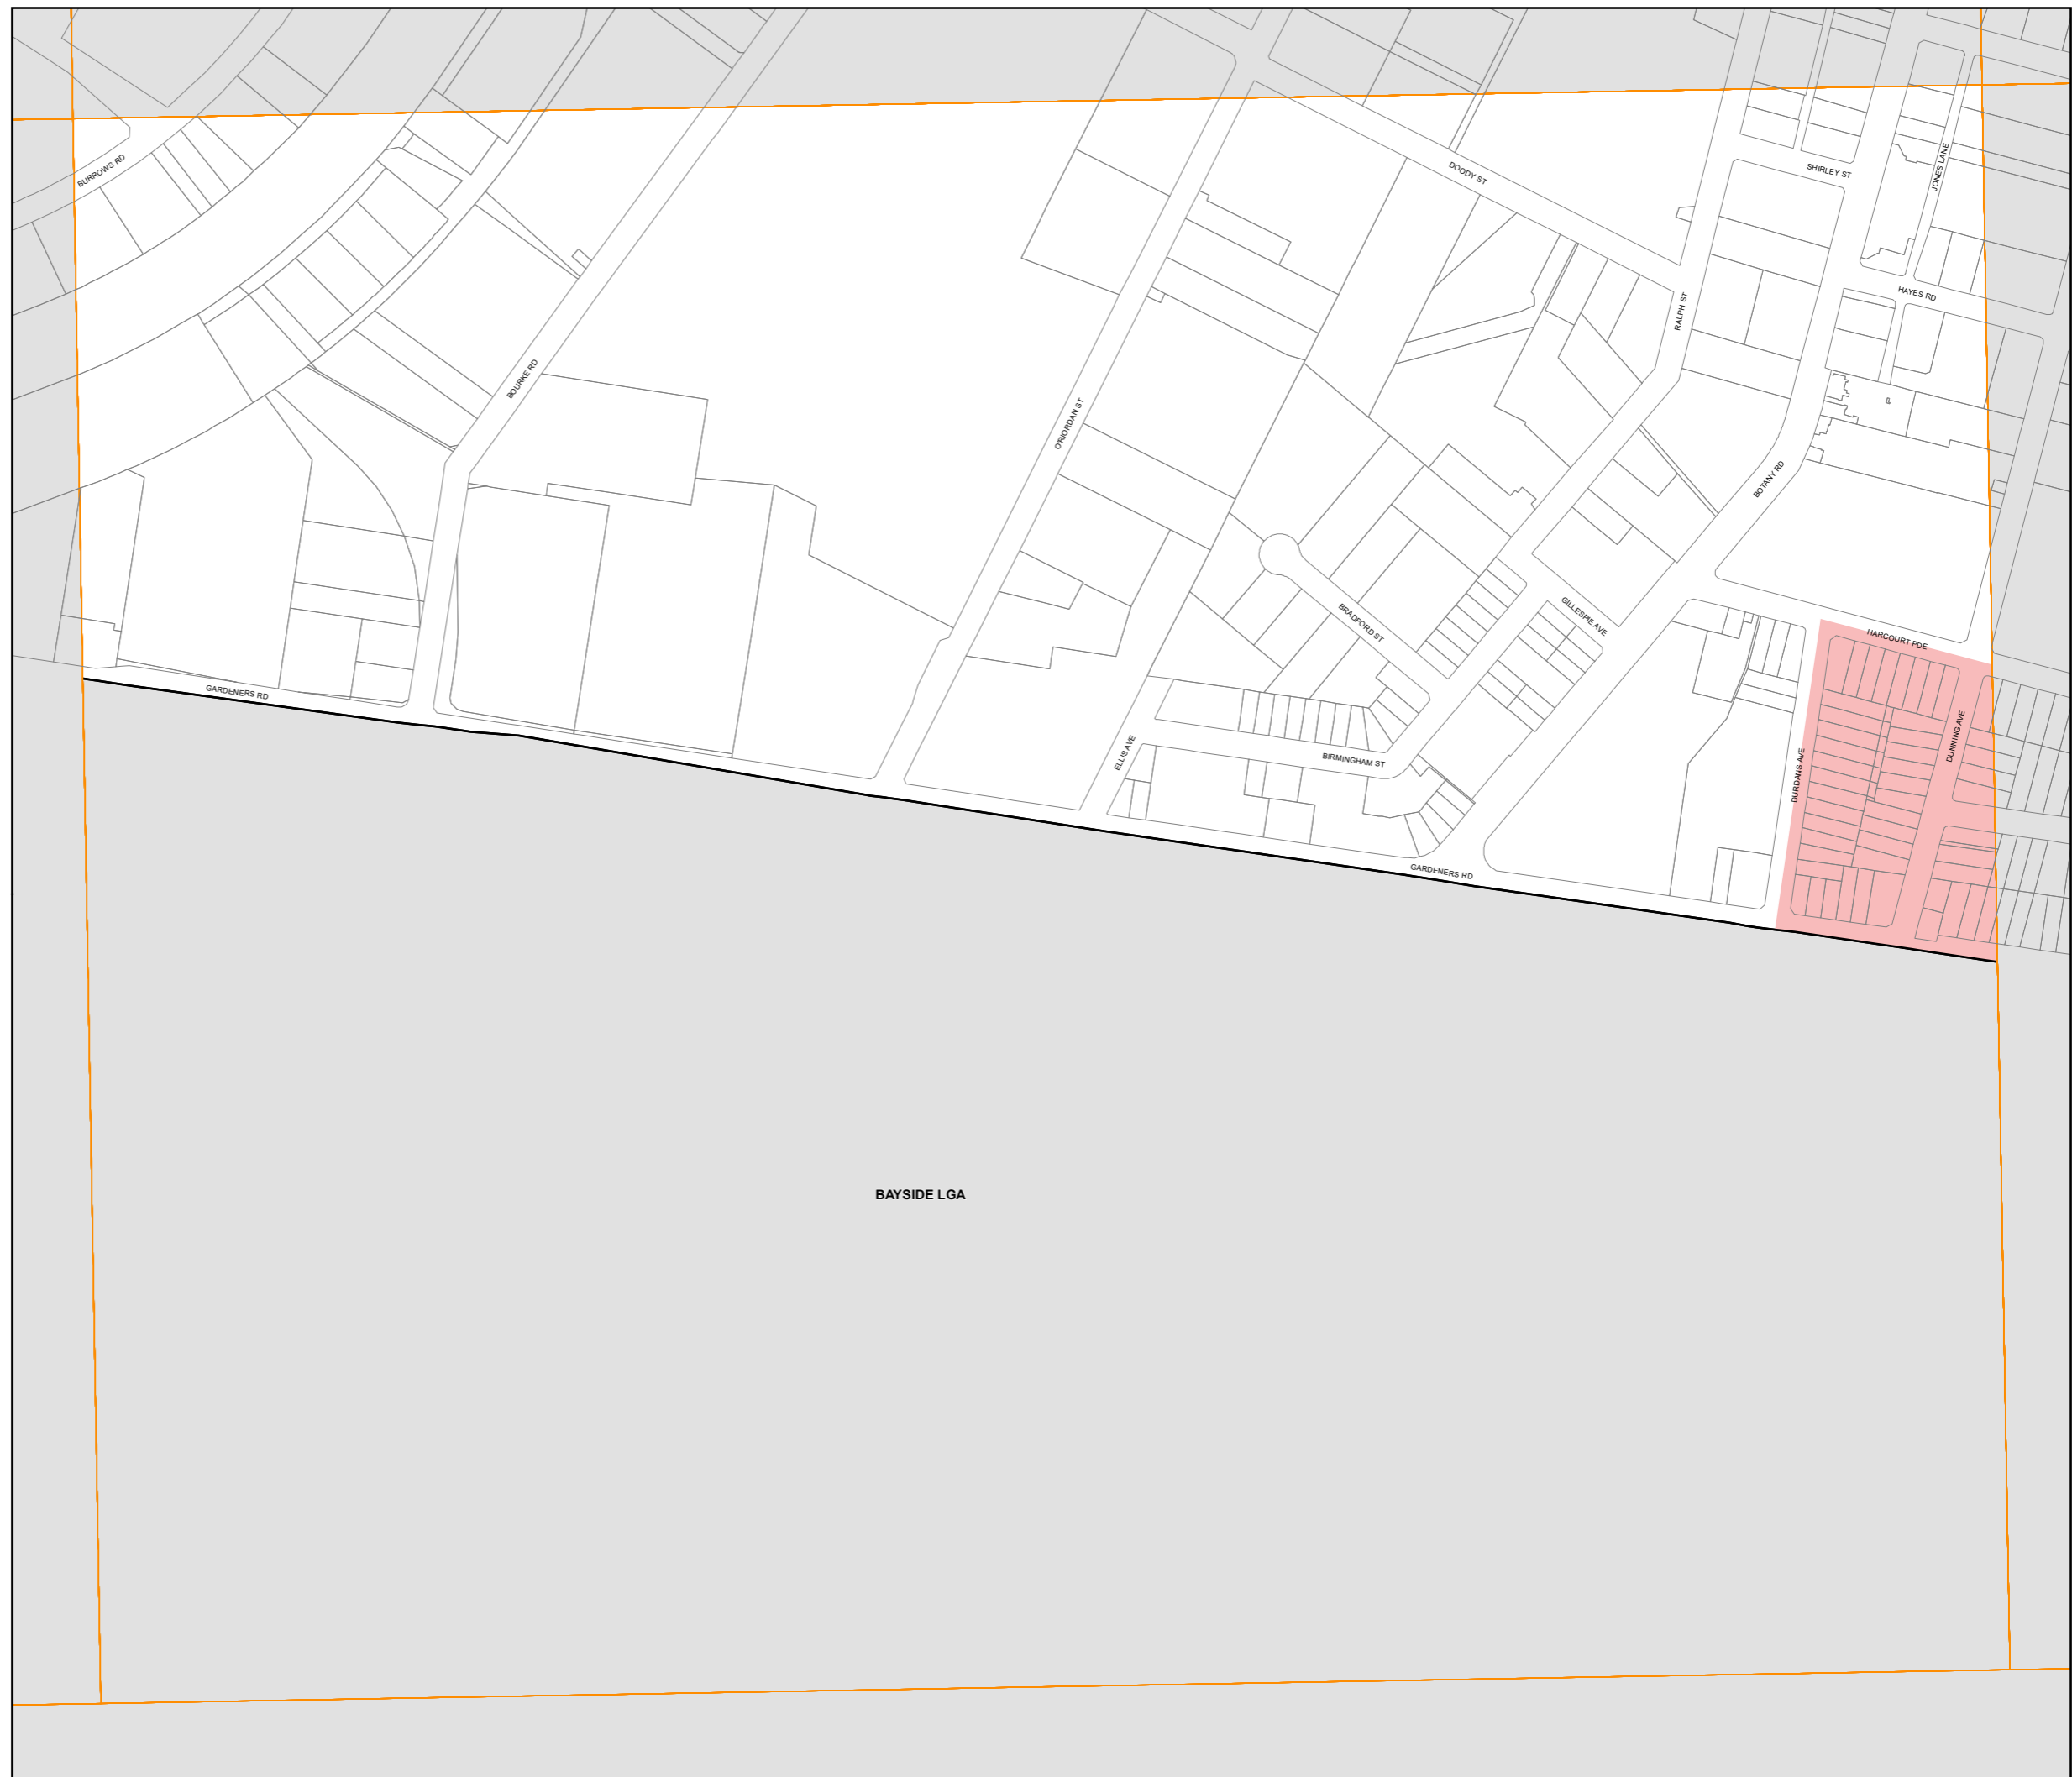 BURROWS RD
DOODY ST
SHIRLEY ST
JONES LANE
HAYES RD
RALPH ST
BOURKE RD
O'RIORDAN ST
BOTANY RD
BRADFORD ST
GILLESPIE AVE
HARCOURT PDE
GARDENERS RD
DUNNING AVE
ELLIS AVE
BIRMINGHAM ST
DURDANS AVE
GARDENERS RD
BAYSIDE LGA